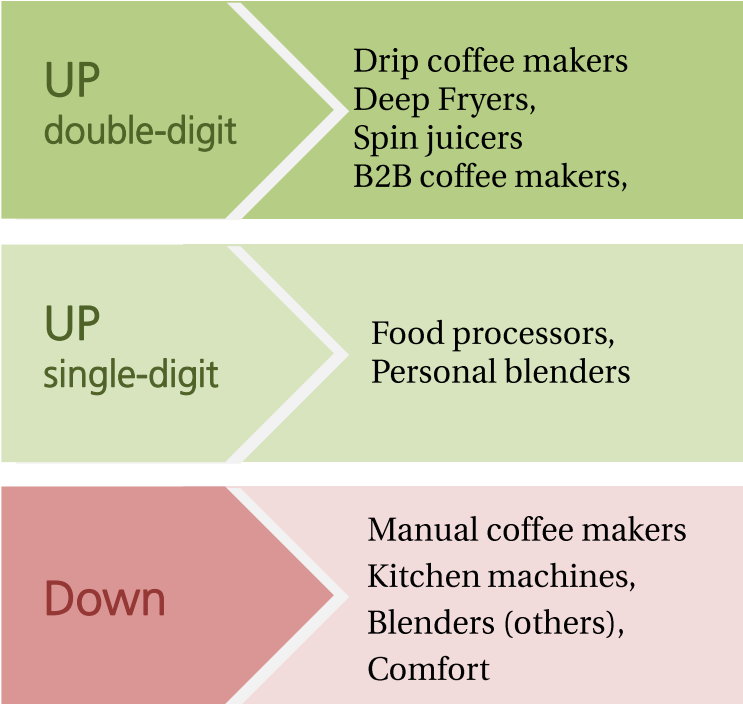 UP
double-digit
Drip coffee makers
Deep Fryers,
Spin juicers
B2B coffee makers,
UP
single-digit
Food processors,
Personal blenders
Down
Manual coffee makers
Kitchen machines,
Blenders (others),
Comfort